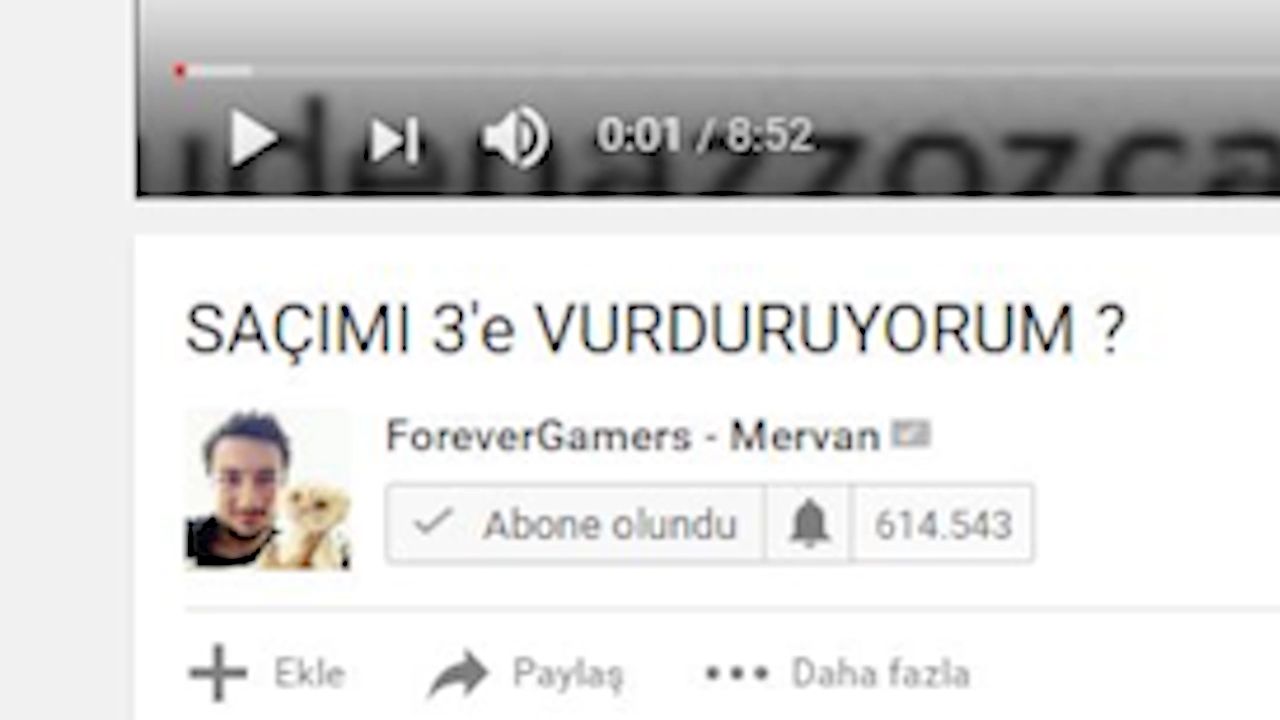 0:01 / 8:52
SAÇIMI 3'e VURDURUYORUM ?
ForeverGamers - Mervan
Abone olundu 614.543
Ekle Paylaş Daha fazla